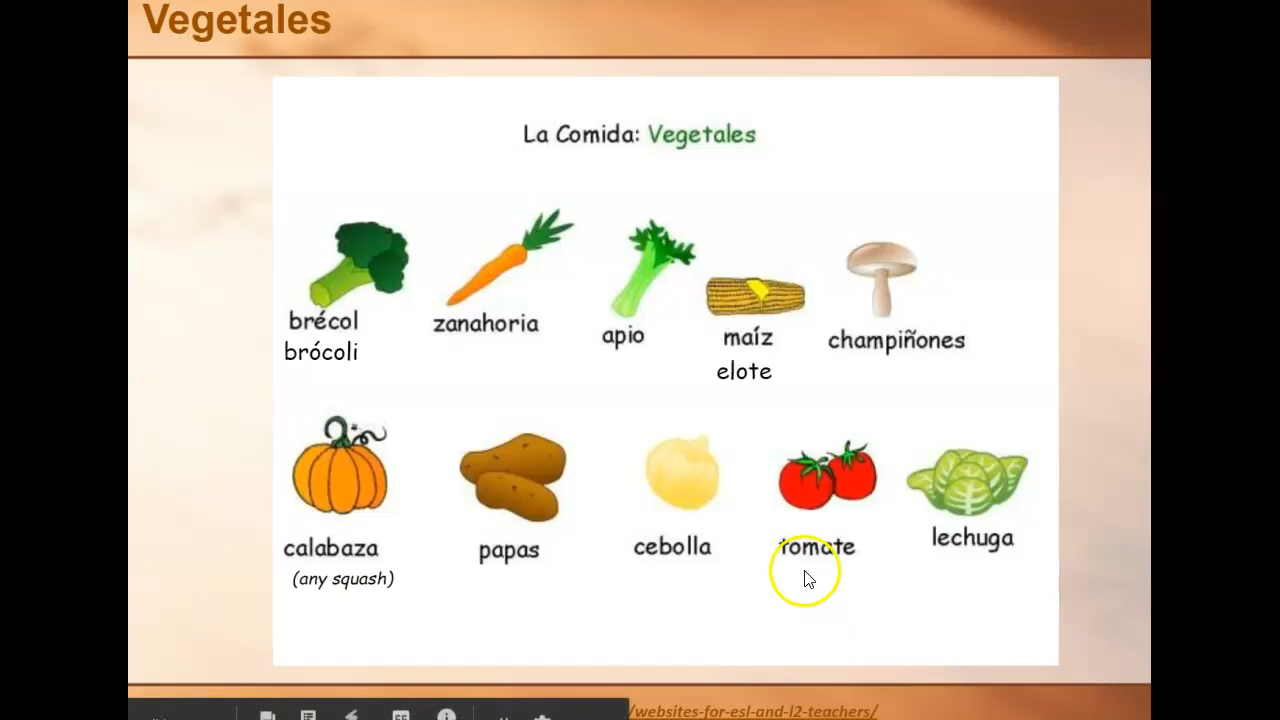 Vegetales
La Comida: Vegetales
brécol
brócoli
zanahoria
apio
maíz
elote
champiñones
calabaza
(any squash)
papas
cebolla
tomate
lechuga
/websites-for-esl-and-l2-teachers/